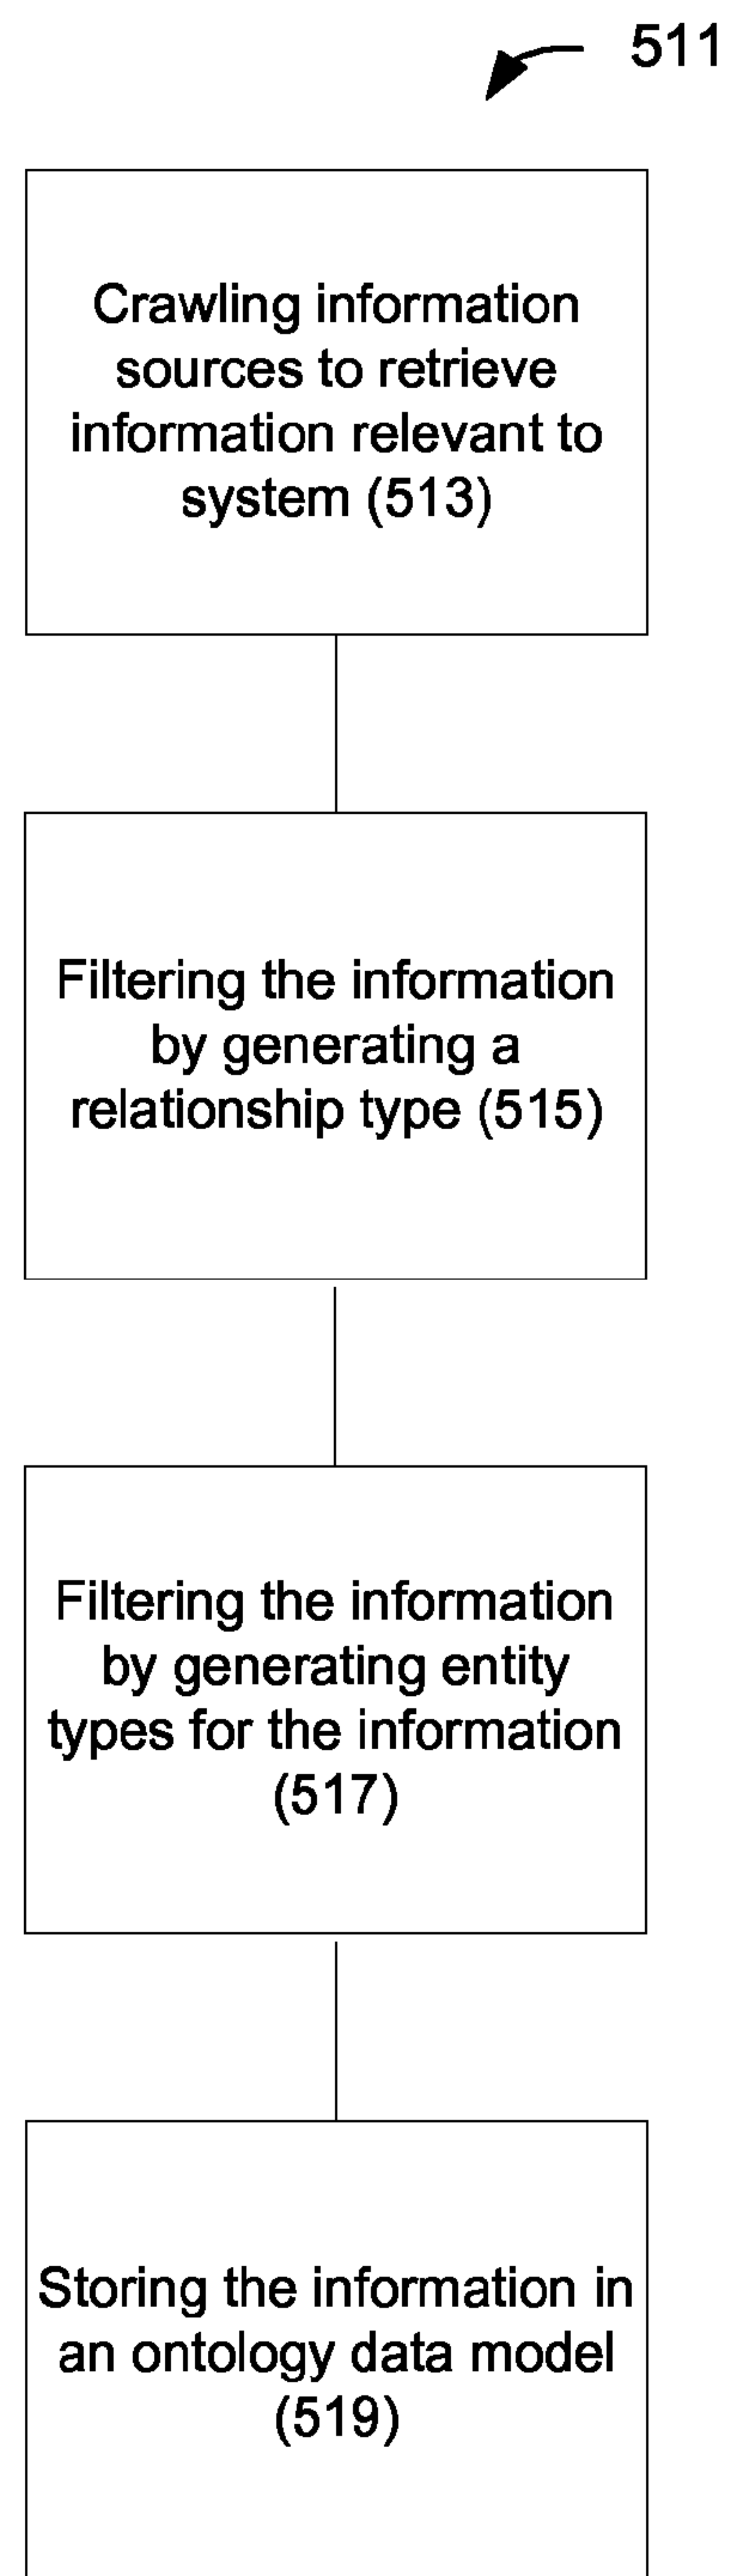 511
Crawling information
sources to retrieve
information relevant to
system (513)
Filtering the information
by generating a
relationship type (515)
Filtering the information
by generating entity
types for the information
(517)
Storing the information in
an ontology data model
(519)